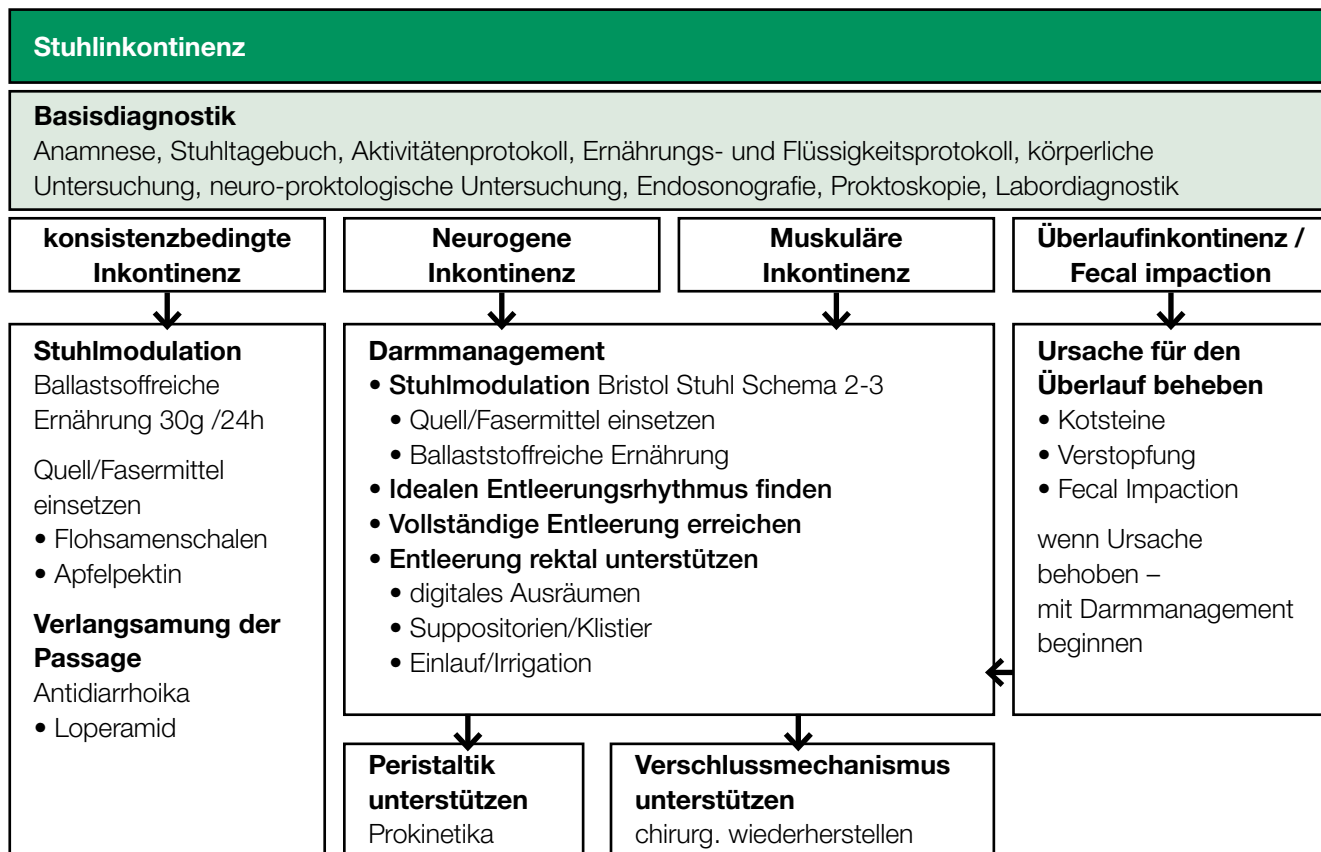 Stuhlinkontinenz
Basisdiagnostik
Anamnese, Stuhltagebuch, Aktivitätenprotokoll, Ernährungs- und Flüssigkeitsprotokoll, körperliche
Untersuchung, neuro-proktologische Untersuchung, Endosonografie, Proktoskopie, Labordiagnostik
konsistenzbedingte
Inkontinenz
Neurogene
Inkontinenz
Muskuläre
Inkontinenz
Überlaufinkontinenz /
Fecal impaction
Stuhlmodulation
Ballastsoffreiche
Ernährung 30g /24h
Quell/Fasermittel
einsetzen
• Flohsamenschalen
• Apfelpektin
Verlangsamung der
Passage
Antidiarrhoika
• Loperamid
Darmmanagement
• Stuhlmodulation Bristol Stuhl Schema 2-3
• Quell/Fasermittel einsetzen
• Ballaststoffreiche Ernährung
• Idealen Entleerungsrhythmus finden
• Vollständige Entleerung erreichen
• Entleerung rektal unterstützen
• digitales Ausräumen
• Suppositorien/Klistier
• Einlauf/Irrigation
Ursache für den
Überlauf beheben
• Kotsteine
• Verstopfung
• Fecal Impaction
wenn Ursache
behoben –
mit Darmmanagement
beginnen
Peristaltik
unterstützen
Prokinetika
Verschlussmechanismus
unterstützen
chirurg. wiederherstellen